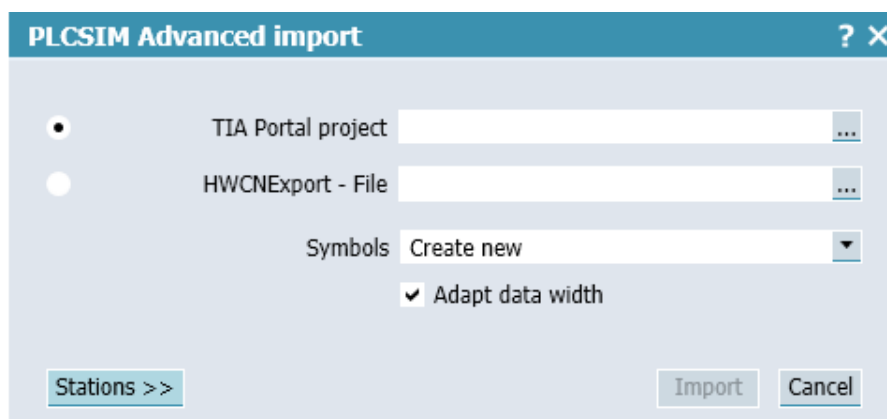 PLCSIM Advanced import ? ×
TIA Portal project ...
HWCNExport - File ...
Symbols Create new
Adapt data width
Stations >> Import Cancel